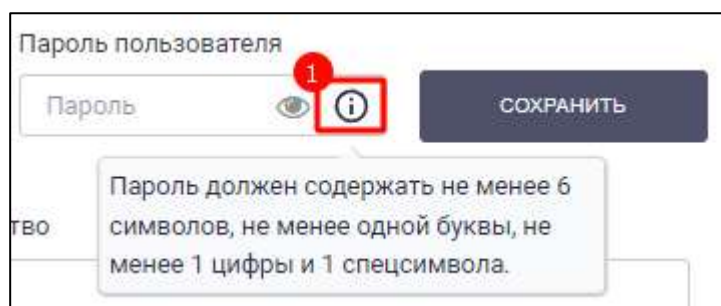 Пароль пользователя
1
Пароль
СОХРАНИТЬ
Пароль должен содержать не менее 6
тво
символов, не менее одной буквы, не
менее 1 цифры и 1 спецсимвола.